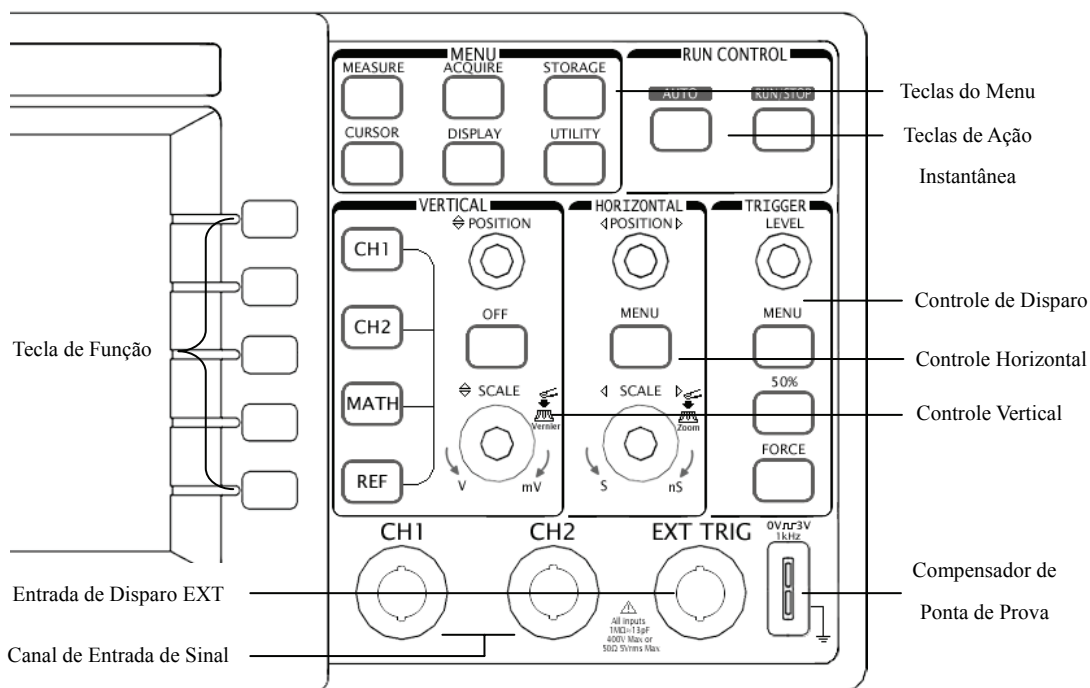 MENU
RUN CONTROL
MEASURE
ACQUIRE
STORAGE
AUTO
RUN/STOP
Teclas do Menu
CURSOR
DISPLAY
UTILITY
Teclas de Ação
Instantânea
VERTICAL
HORIZONTAL
TRIGGER
POSITION
POSITION
LEVEL
CH1
CH2
MATH
REF
OFF
MENU
MENU
Controle de Disparo
Tecla de Função
Controle Horizontal
SCALE
SCALE
50%
Vernier
Zoom
Controle Vertical
FORCE
V
mV
S
nS
CH1
CH2
EXT TRIG
0V 3V
1kHz
Entrada de Disparo EXT
Compensador de
Ponta de Prova
All inputs
1MΩ=13pF
400V Max or
50Ω 5Vrms Max
Canal de Entrada de Sinal